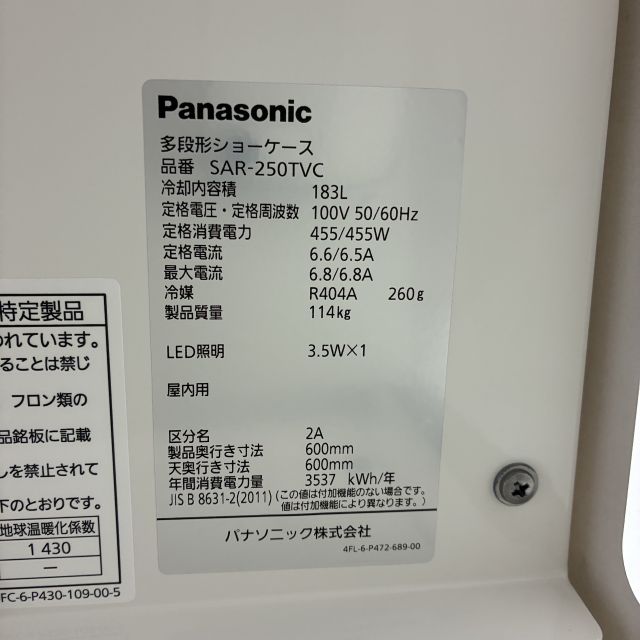 Panasonic
多段形ショーケース
品番 SAR-250TVC
冷却内容積 183L
定格電圧・定格周波数 100V 50/60Hz
定格消費電力 455/455W
定格電流 6.6/6.5A
最大電流 6.8/6.8A
冷媒 R404A 260g
製品質量 114kg
LED照明 3.5W×1
屋内用
区分名 2A
製品奥行き寸法 600mm
天奥行き寸法 600mm
年間消費電力量 3537 kWh/年
JIS B 8631-2(2011) (この値は付加機能のない場合です。
値は付加機能により異なります。)
パナソニック株式会社
4FL-6-P472-689-00
特定製品
われています。
ることは禁じ
フロン類の
品銘板に記載
しを禁止されて
下のとおりです。
地球温暖化係数
1 430
—
FC-6-P430-109-00-5